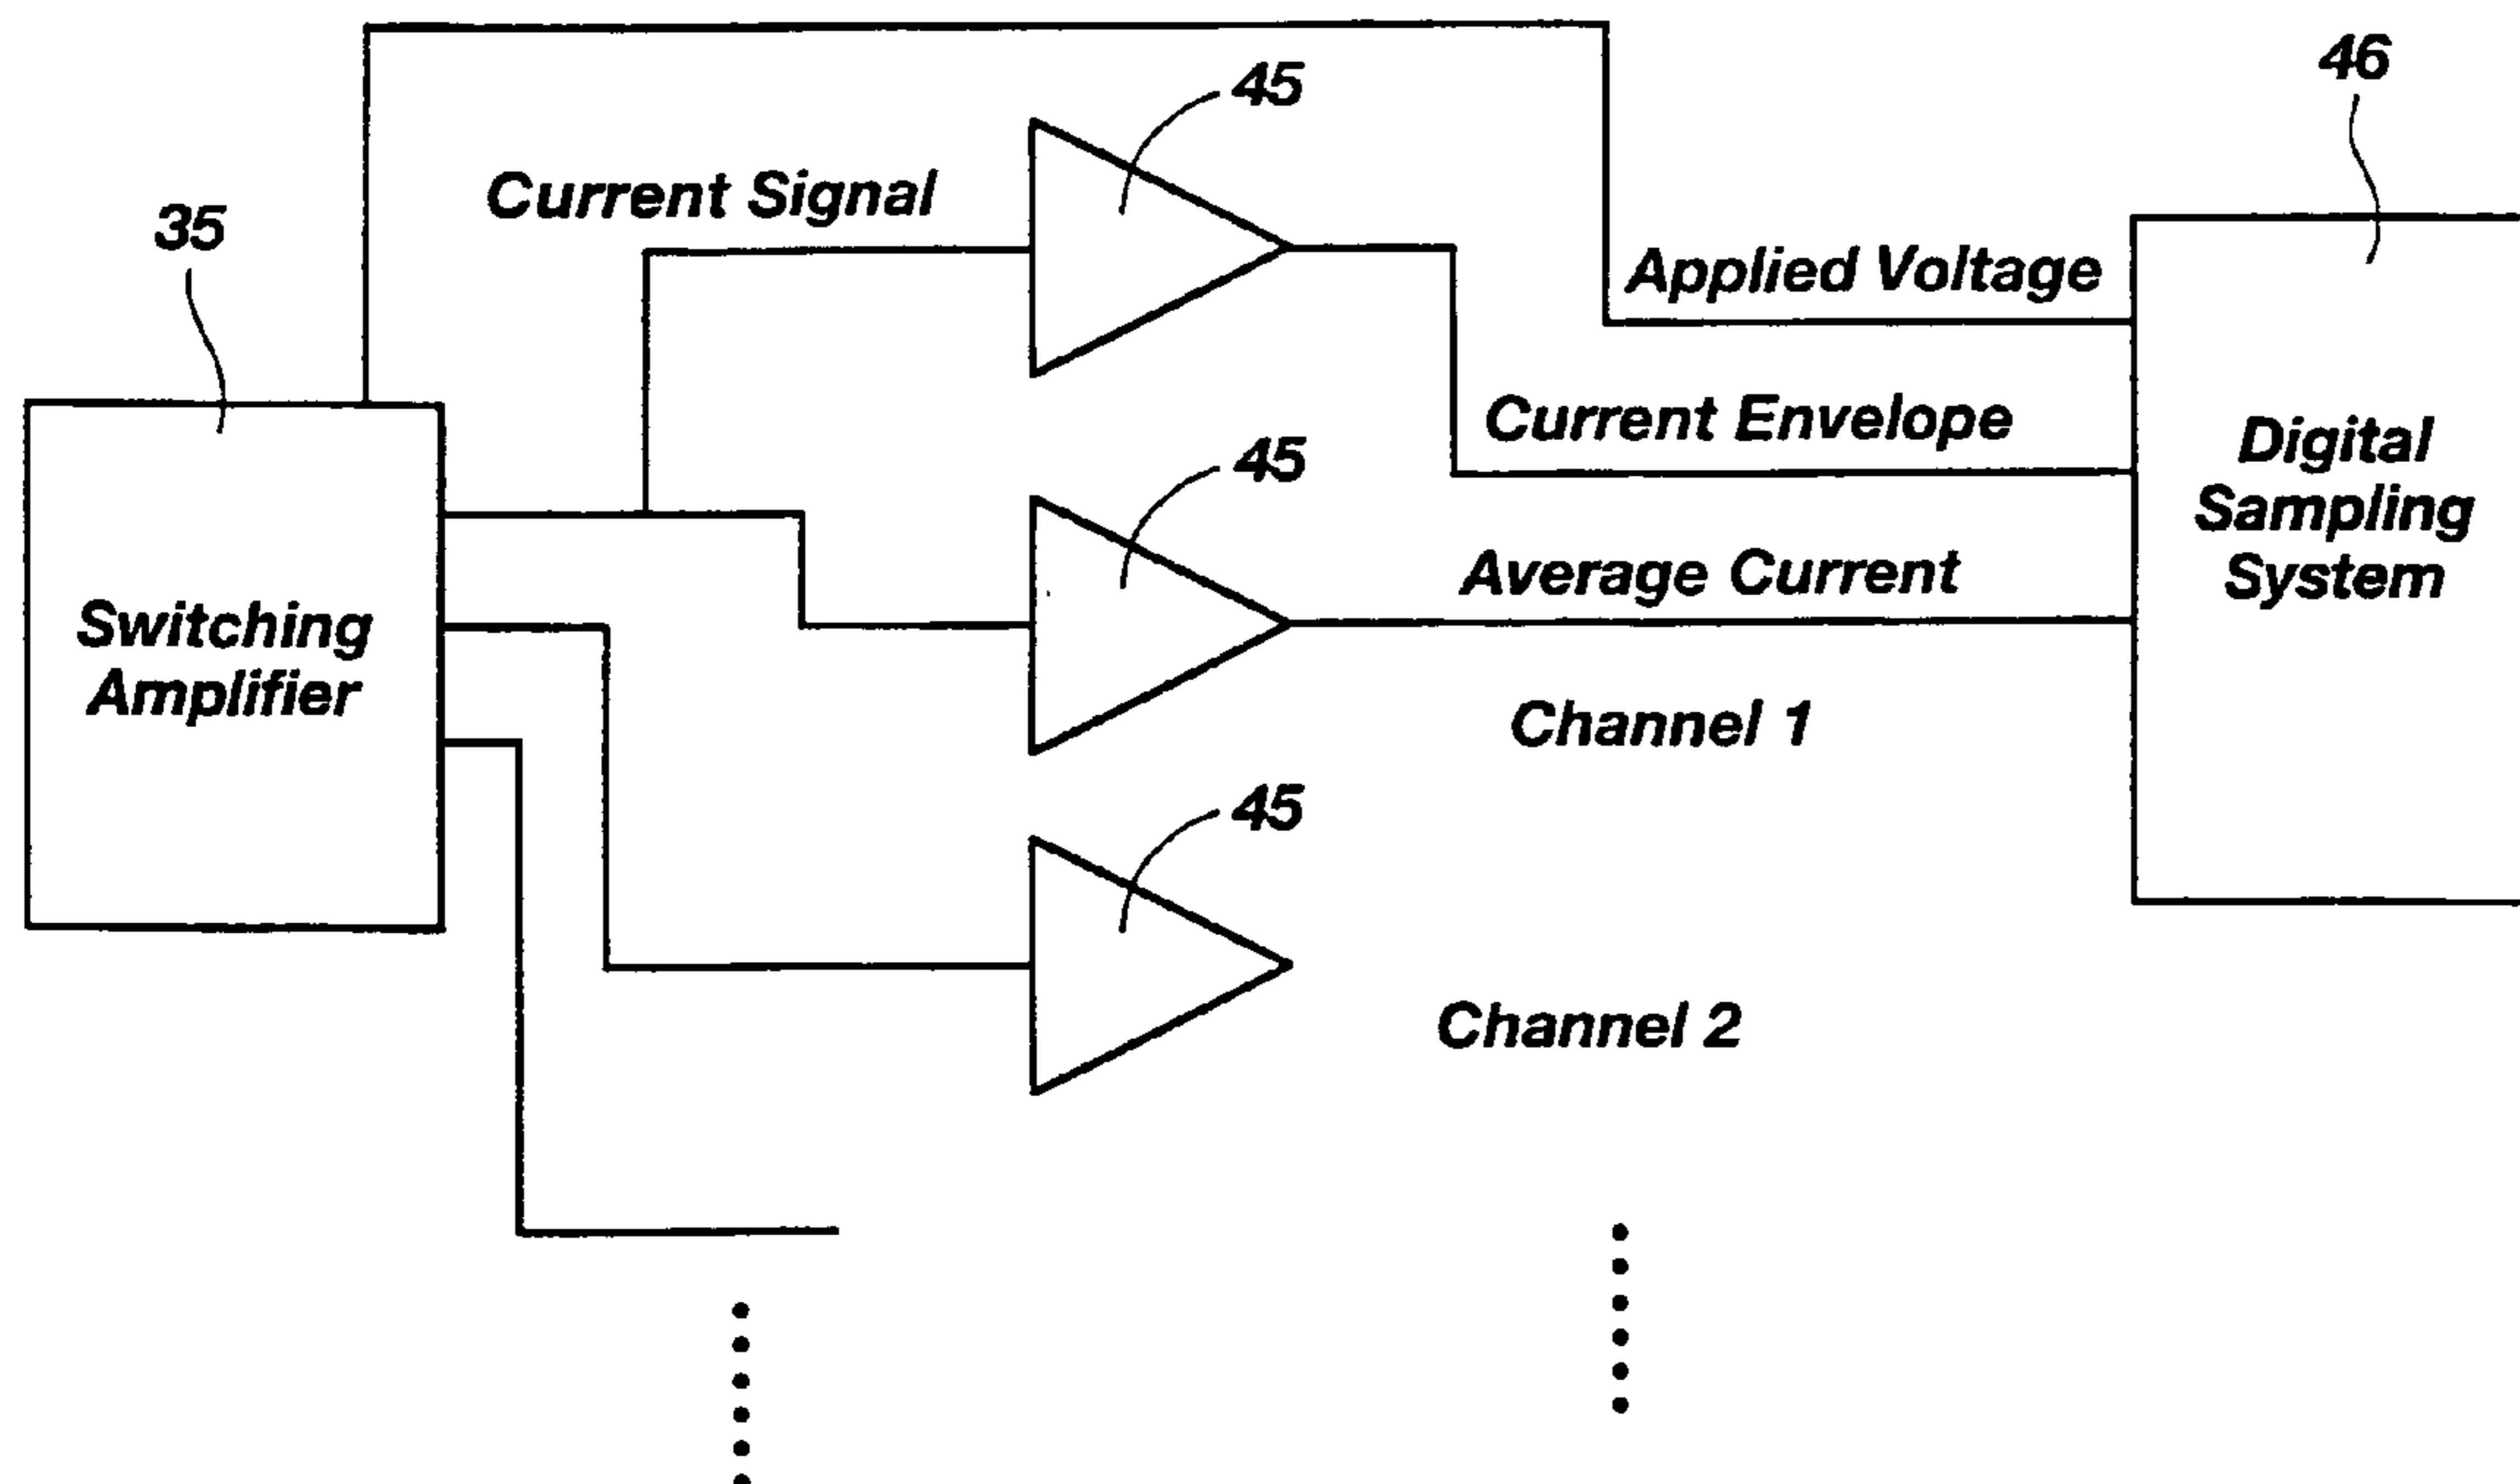 46
45
Current Signal
35
Applied Voltage
Current Envelope
Digital
Sampling
System
45
Average Current
Switching
Amplifier
Channel 1
45
Channel 2